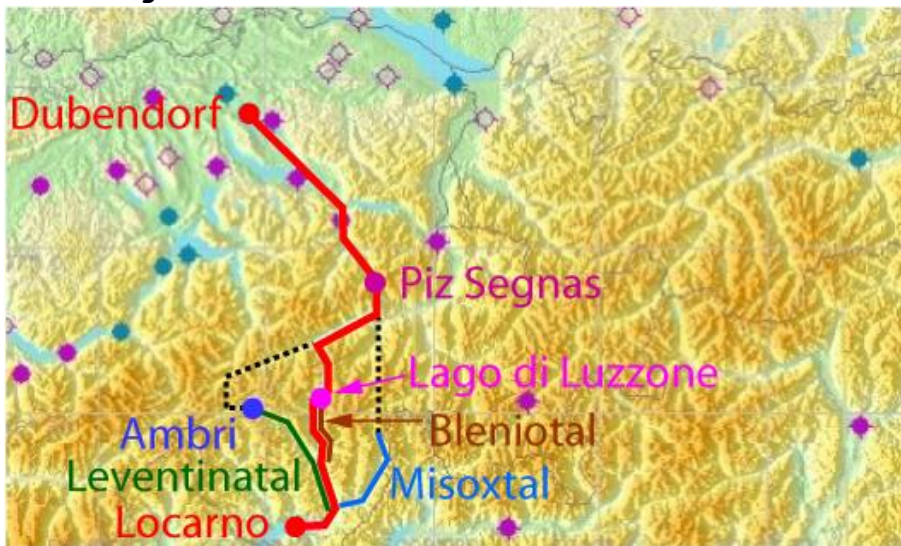 Dubendorf
Piz Segnas
Lago di Luzzone
Ambri
Bleniotal
Leventinatal
Misoxtal
Locarno